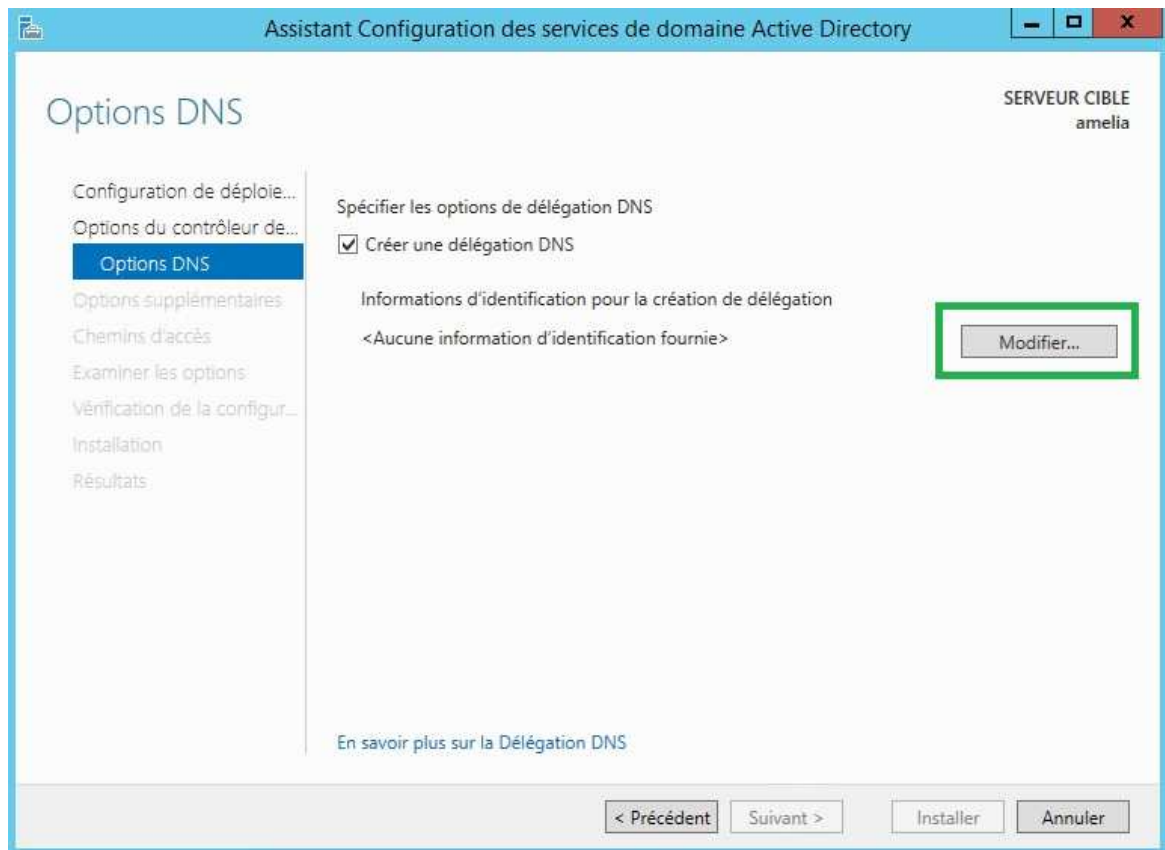 Assistant Configuration des services de domaine Active Directory
Options DNS
SERVEUR CIBLE
amelia
Configuration de déploie...
Options du contrôleur de...
Options DNS
Options supplémentaires
Chemins d'accès
Examiner les options
Vérification de la configur...
Installation
Résultats
Spécifier les options de délégation DNS
Créer une délégation DNS
Informations d'identification pour la création de délégation
<Aucune information d'identification fournie>
Modifier...
En savoir plus sur la Délégation DNS
< Précédent
Suivant >
Installer
Annuler